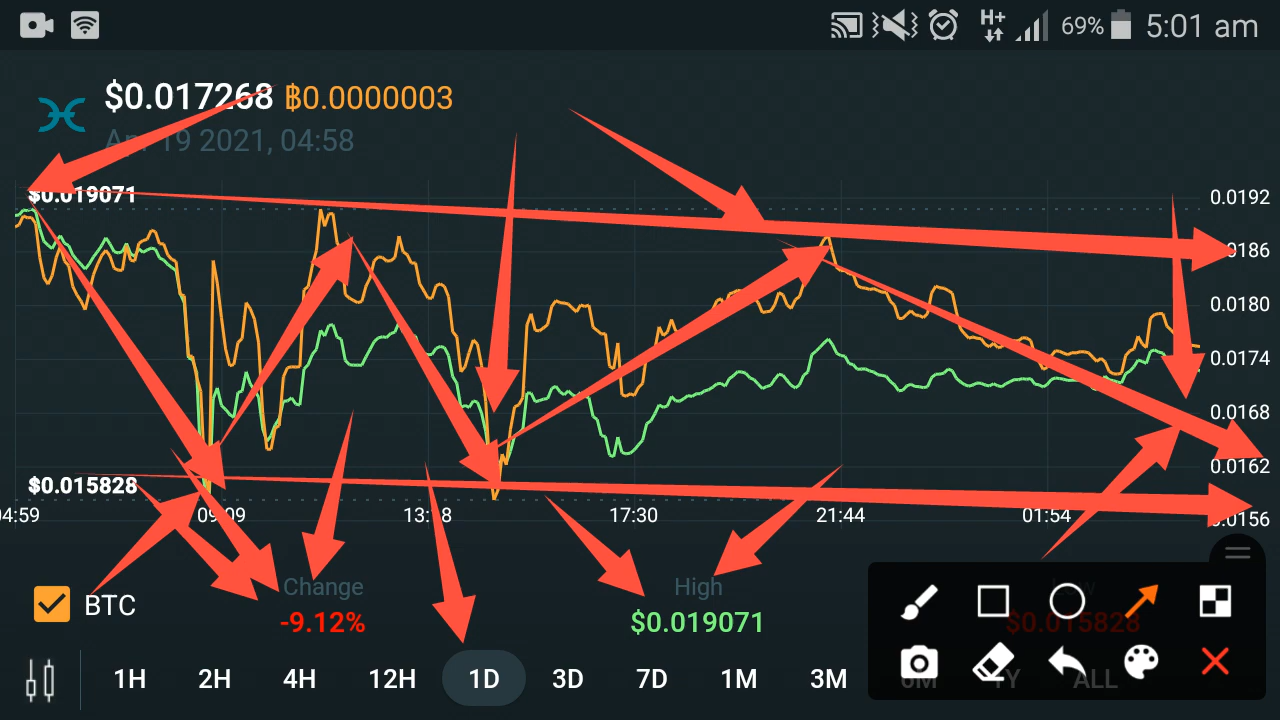 H+ 69% 5:01 am
$0.017268 ฿0.0000003
Apr 19 2021, 04:58
$0.019071
0.0192
0.0186
0.0180
0.0174
0.0168
0.0162
$0.015828
0.0156
04:59 09:09 13:18 17:30 21:44 01:54
Change High Low
BTC -9.12% $0.019071 $0.015828
1H 2H 4H 12H 1D 3D 7D 1M 3M 6M 1Y ALL